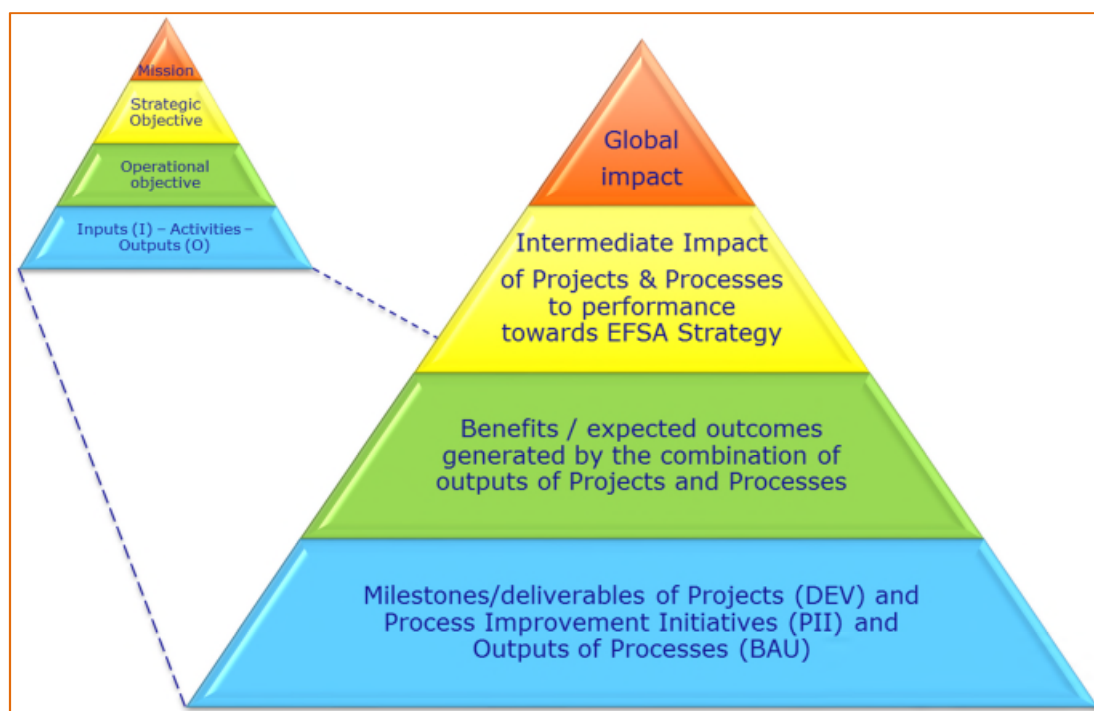 Mission
Strategic
Objective
Operational
objective
Inputs (I) – Activities –
Outputs (O)
Global
impact
Intermediate Impact
of Projects & Processes
to performance
towards EFSA Strategy
Benefits / expected outcomes
generated by the combination of
outputs of Projects and Processes
Milestones/deliverables of Projects (DEV) and
Process Improvement Initiatives (PII) and
Outputs of Processes (BAU)